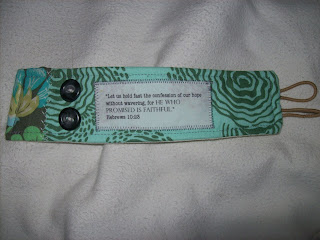 "Let us hold fast the confession of our hope
without wavering, for HE WHO
PROMISED IS FAITHFUL."
Hebrews 10:23